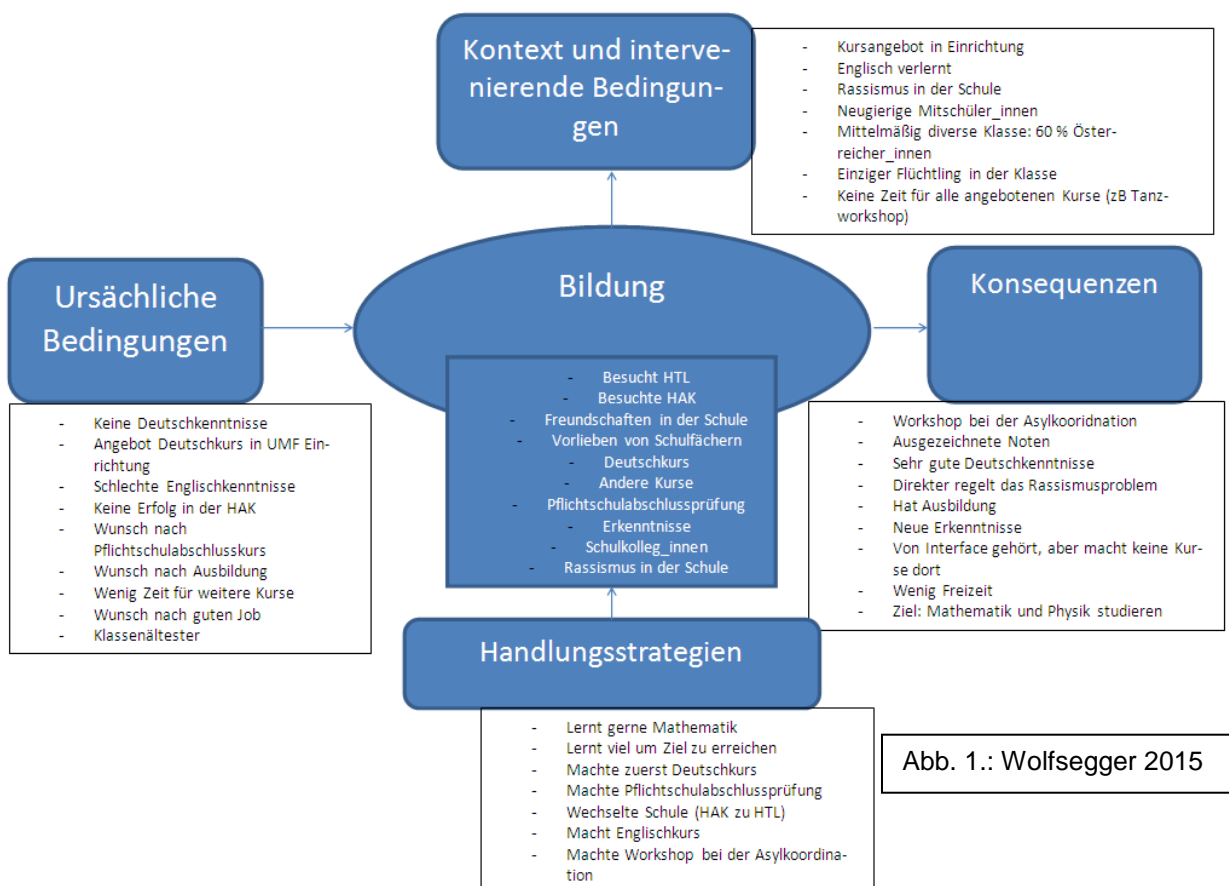 Kontext und interve-
nierende Bedingun-
gen
- Kursangebot in Einrichtung
- Englisch verlernt
- Rassismus in der Schule
- Neugierige Mitschüler_innen
- Mittelmäßig diverse Klasse: 60 % Öster-
reicher_innen
- Einziger Flüchtling in der Klasse
- Keine Zeit für alle angebotenen Kurse (zB Tanz-
workshop)
Ursächliche
Bedingungen
- Keine Deutschkenntnisse
- Angebot Deutschkurs in UMF Ein-
richtung
- Schlechte Englischkenntnisse
- Keine Erfolg in der HAK
- Wunsch nach
Pflichtschulabschlusskurs
- Wunsch nach Ausbildung
- Wenig Zeit für weitere Kurse
- Wunsch nach guten Job
- Klassenältester
Bildung
- Besucht HTL
- Besuchte HAK
- Freundschaften in der Schule
- Vorlieben von Schulfächern
- Deutschkurs
- Andere Kurse
- Pflichtschulabschlussprüfung
- Erkenntnisse
- Schulkolleg_innen
- Rassismus in der Schule
Konsequenzen
- Workshop bei der Asylkooridnation
- Ausgezeichnete Noten
- Sehr gute Deutschkenntnisse
- Direkter regelt das Rassismusproblem
- Hat Ausbildung
- Neue Erkenntnisse
- Von Interface gehört, aber macht keine Kur-
se dort
- Wenig Freizeit
- Ziel: Mathematik und Physik studieren
Handlungsstrategien
- Lernt gerne Mathematik
- Lernt viel um Ziel zu erreichen
- Machte zuerst Deutschkurs
- Machte Pflichtschulabschlussprüfung
- Wechselte Schule (HAK zu HTL)
- Macht Englischkurs
- Machte Workshop bei der Asylkoordina-
tion
Abb. 1.: Wolfsegger 2015